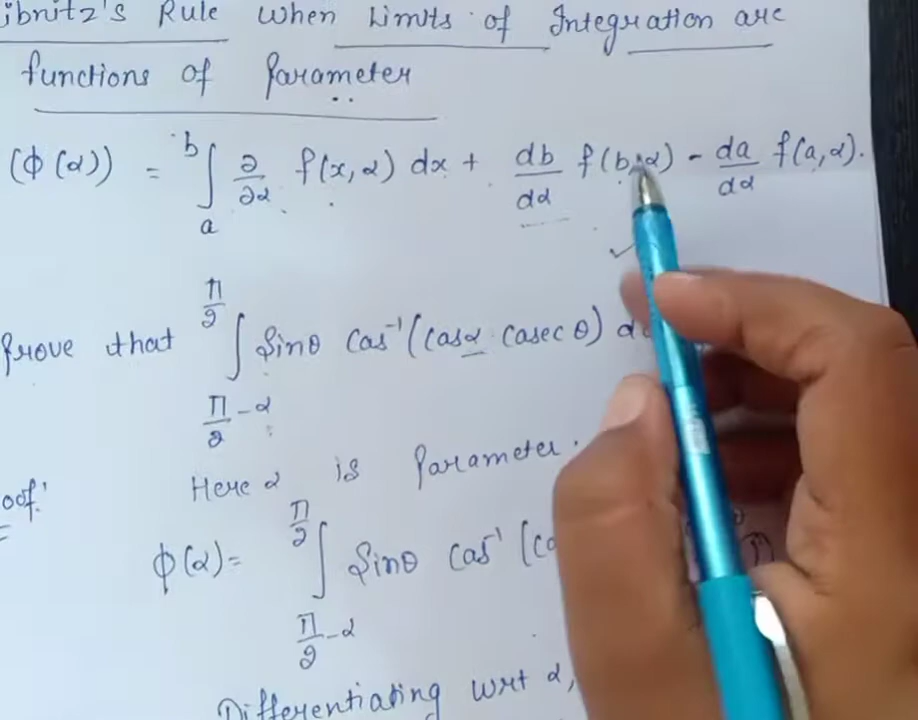 ibnitz's Rule when Limits of Integration are
functions of Parameter
(ϕ(α)) = ∫_a^b ∂/∂α f(x,α) dx + db/dα f(b,α) - da/dα f(a,α).
Prove that ∫_{π/2-α}^{π/2} Sinθ Cos⁻¹(Cosα Cosec θ) d
oof:
Here α is Parameter.
ϕ(α)= ∫_{π/2-α}^{π/2} Sinθ Cos⁻¹ [Co
Differentiating wrt α,